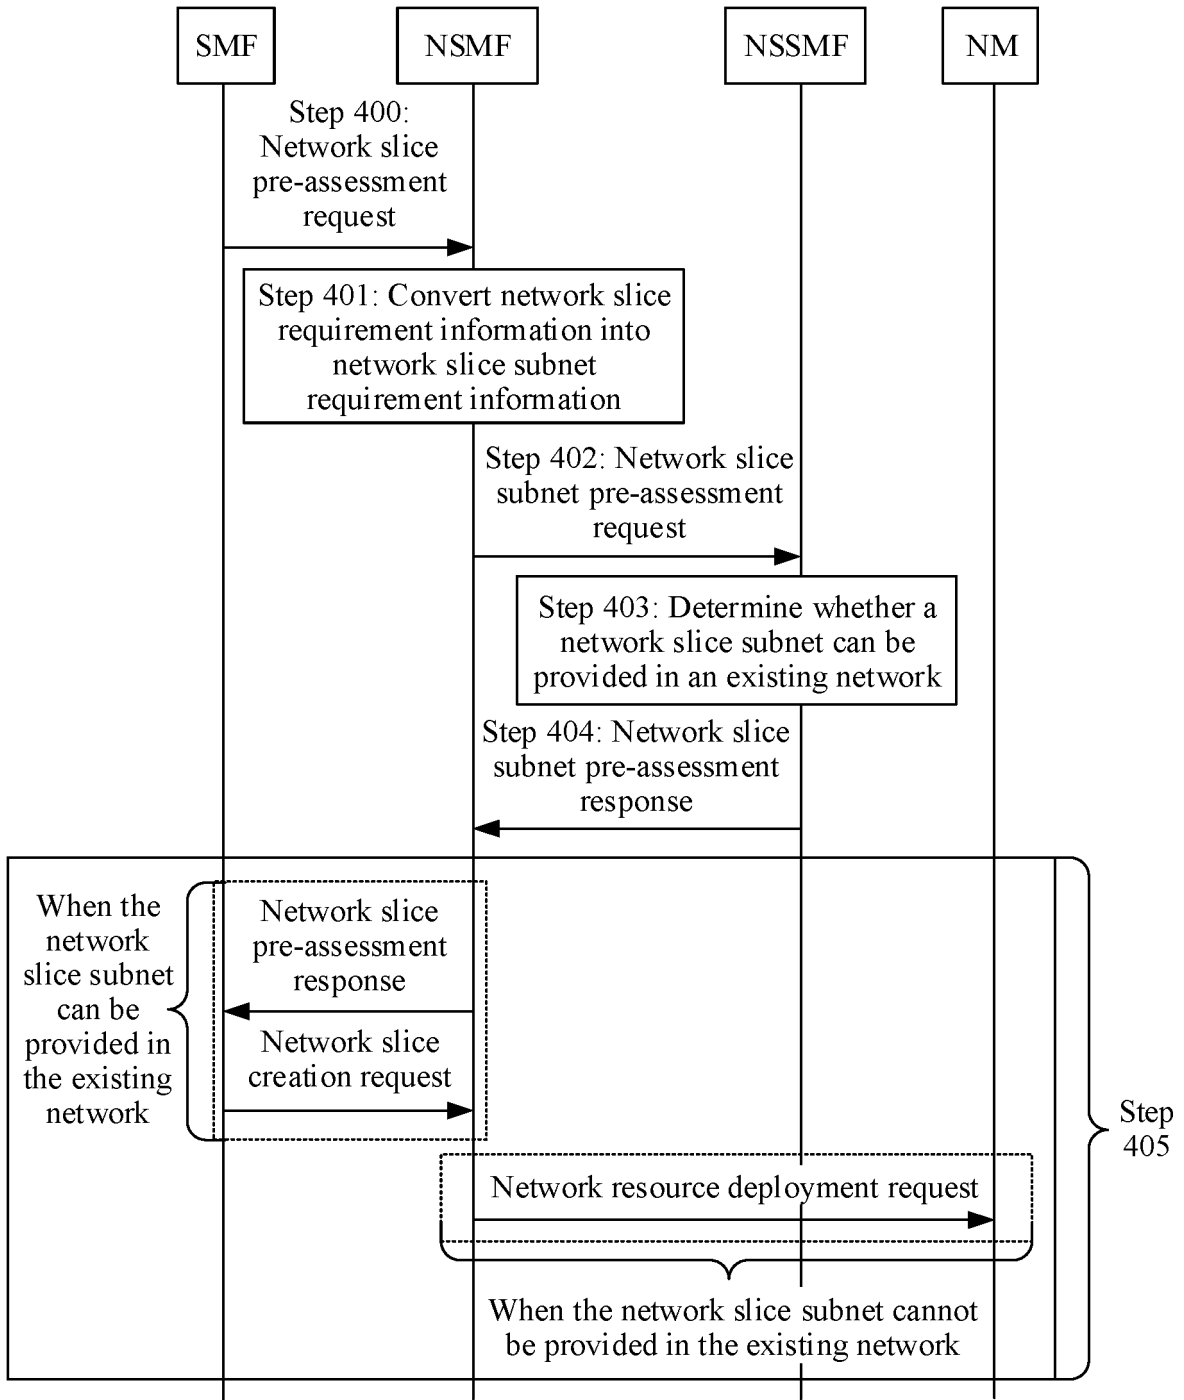 SMF
NSMF
NSSMF
NM
Step 400:
Network slice
pre-assessment
request
Step 401: Convert network slice
requirement information into
network slice subnet
requirement information
Step 402: Network slice
subnet pre-assessment
request
Step 403: Determine whether a
network slice subnet can be
provided in an existing network
Step 404: Network slice
subnet pre-assessment
response
When the
network
slice subnet
can be
provided in
the existing
network
Network slice
pre-assessment
response
Network slice
creation request
Step
405
Network resource deployment request
When the network slice subnet cannot
be provided in the existing network